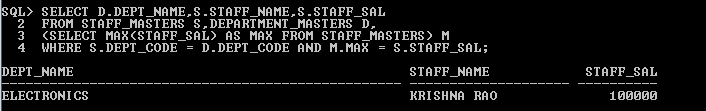 SQL> SELECT D.DEPT_NAME,S.STAFF_NAME,S.STAFF_SAL
2 FROM STAFF_MASTERS S,DEPARTMENT_MASTERS D,
3 (SELECT MAX(STAFF_SAL) AS MAX FROM STAFF_MASTERS) M
4 WHERE S.DEPT_CODE = D.DEPT_CODE AND M.MAX = S.STAFF_SAL;
DEPT_NAME STAFF_NAME STAFF_SAL
ELECTRONICS KRISHNA RAO 100000